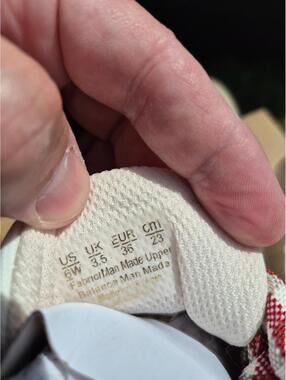 US UK EUR cm
6W 3.5 36 23
Fabric/Man Made Upper
Balance Man Made